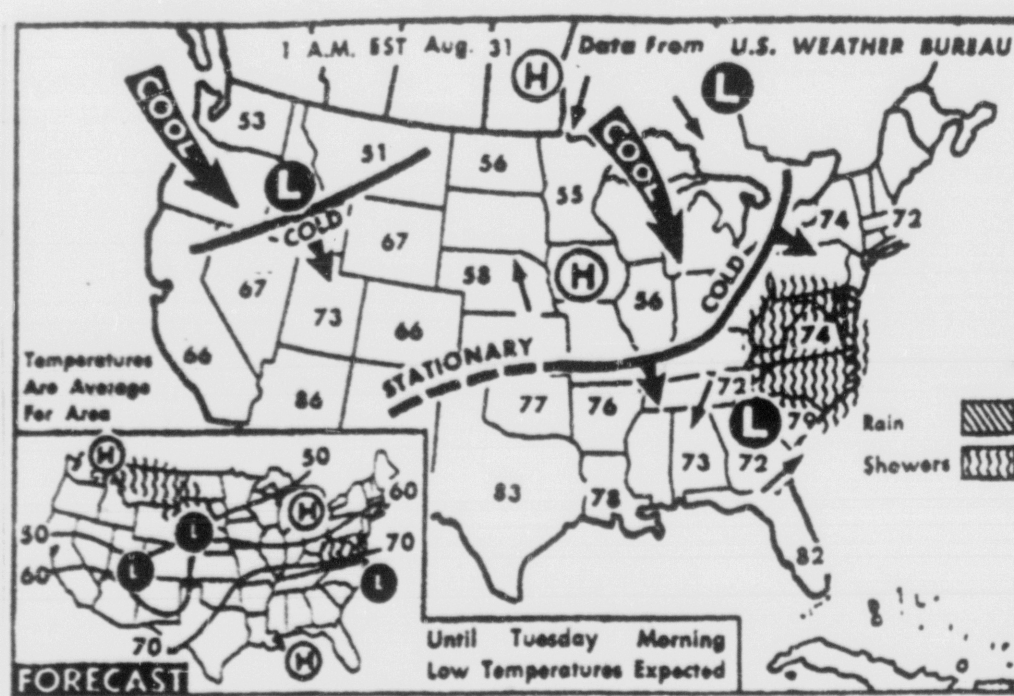 1 A.M. EST Aug. 31
Data From U.S. WEATHER BUREAU
H
L
COOL
COOL
53
51
56
55
L
COLD
74
72
67
58
H
67
73
66
56
COLD
74
66
STATIONARY
86
77
76
72
79
L
73
72
83
78
82
Temperatures
Are Average
For Area
Rain
Showers
H
50
H
60
50
L
70
60
L
L
70
H
FORECAST
Until Tuesday Morning
Low Temperatures Expected